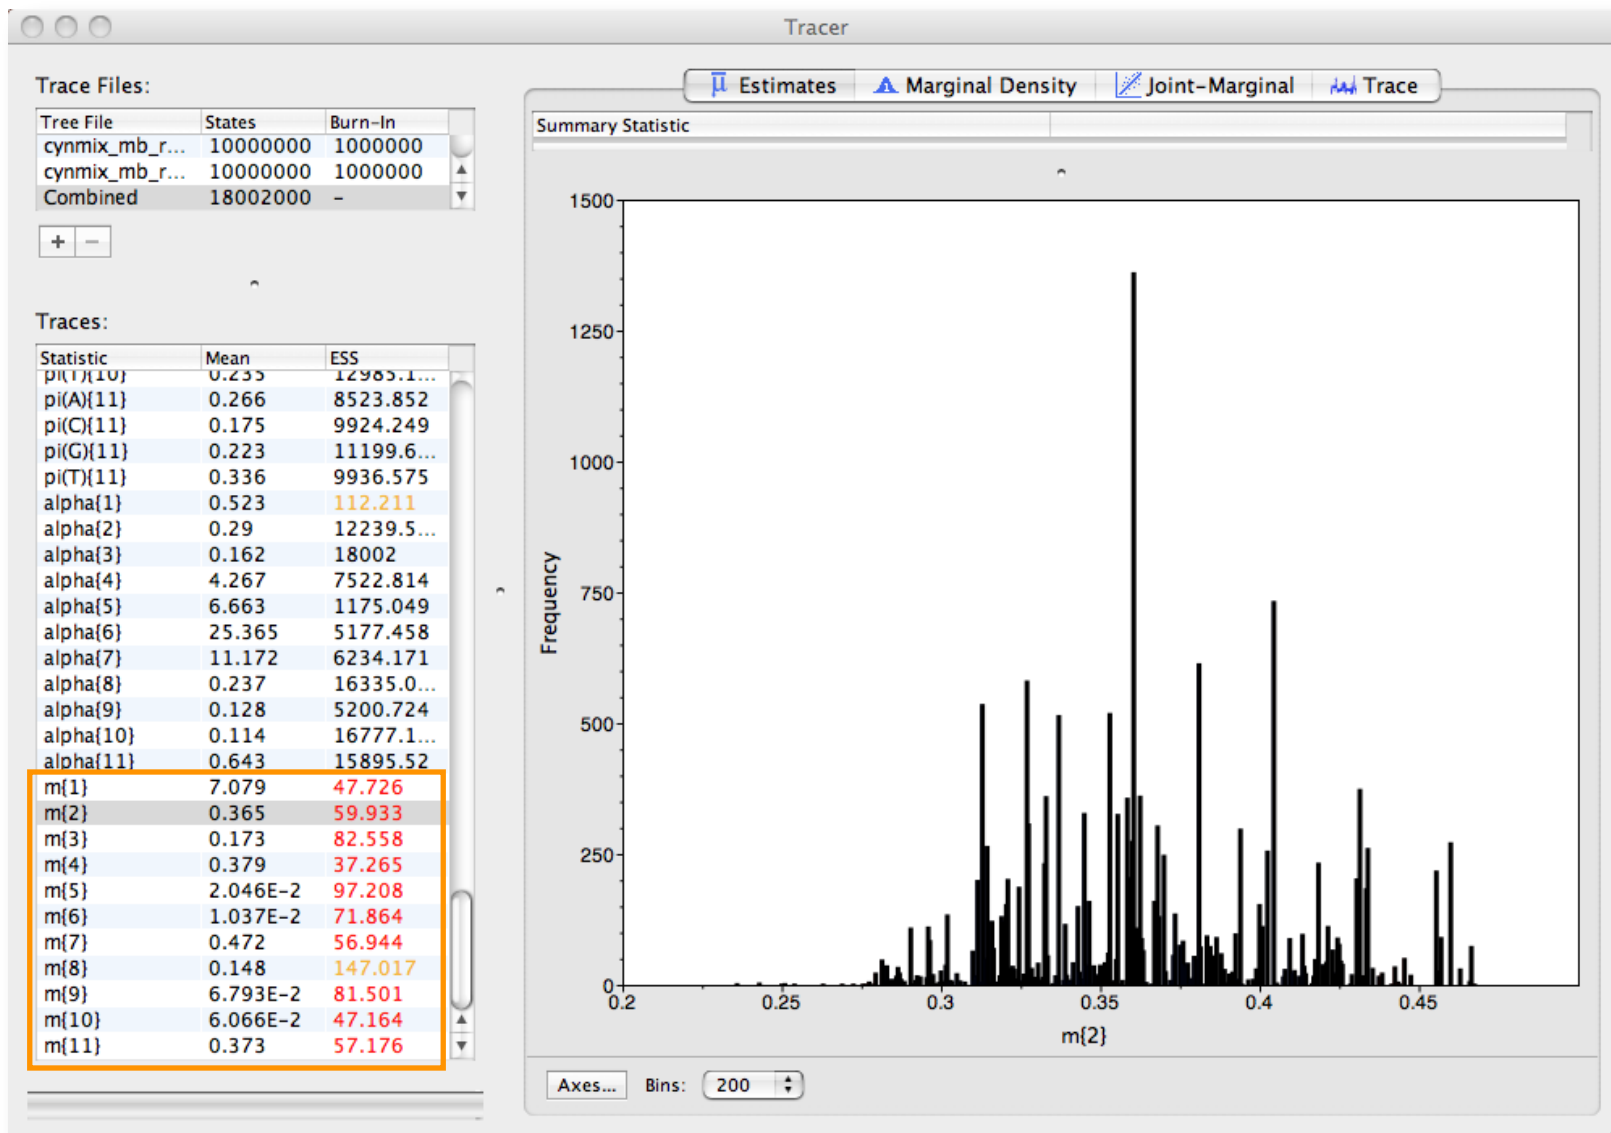 Tracer
Trace Files:
Tree File States Burn-In
cynmix_mb_r... 10000000 1000000
cynmix_mb_r... 10000000 1000000
Combined 18002000 -
+ −
Traces:
Statistic Mean ESS
pi(T){10} 0.235 12985.1...
pi(A){11} 0.266 8523.852
pi(C){11} 0.175 9924.249
pi(G){11} 0.223 11199.6...
pi(T){11} 0.336 9936.575
alpha{1} 0.523 112.211
alpha{2} 0.29 12239.5...
alpha{3} 0.162 18002
alpha{4} 4.267 7522.814
alpha{5} 6.663 1175.049
alpha{6} 25.365 5177.458
alpha{7} 11.172 6234.171
alpha{8} 0.237 16335.0...
alpha{9} 0.128 5200.724
alpha{10} 0.114 16777.1...
alpha{11} 0.643 15895.52
m{1} 7.079 47.726
m{2} 0.365 59.933
m{3} 0.173 82.558
m{4} 0.379 37.265
m{5} 2.046E-2 97.208
m{6} 1.037E-2 71.864
m{7} 0.472 56.944
m{8} 0.148 147.017
m{9} 6.793E-2 81.501
m{10} 6.066E-2 47.164
m{11} 0.373 57.176
Estimates Marginal Density Joint-Marginal Trace
Summary Statistic
1500
1250
1000
750
500
250
0
Frequency
0.2 0.25 0.3 0.35 0.4 0.45
m{2}
Axes... Bins: 200